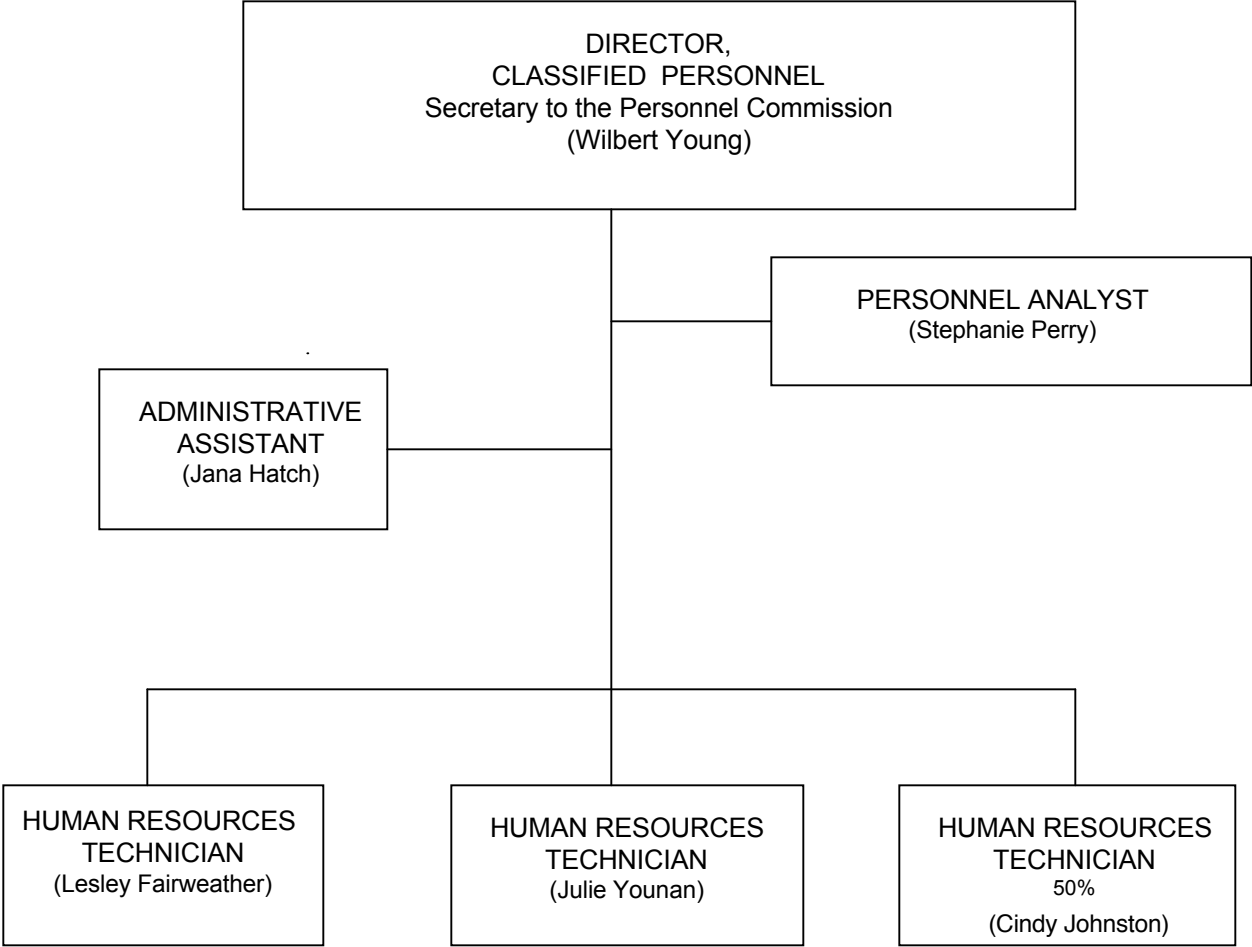 DIRECTOR,
CLASSIFIED PERSONNEL
Secretary to the Personnel Commission
(Wilbert Young)
PERSONNEL ANALYST
(Stephanie Perry)
.
ADMINISTRATIVE
ASSISTANT
(Jana Hatch)
HUMAN RESOURCES
TECHNICIAN
(Lesley Fairweather)
HUMAN RESOURCES
TECHNICIAN
(Julie Younan)
HUMAN RESOURCES
TECHNICIAN
50%
(Cindy Johnston)